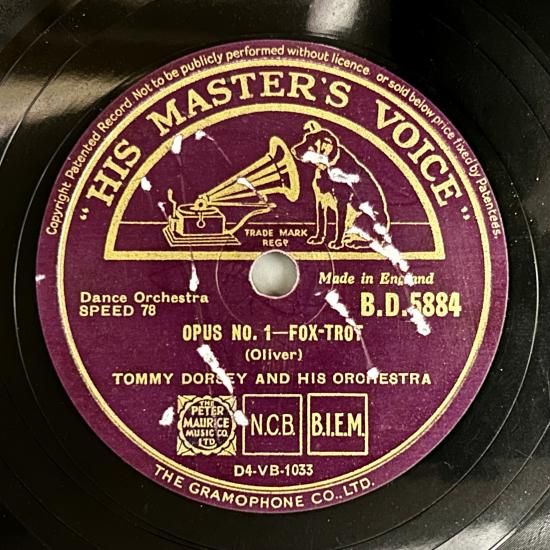 Copyright Patented Record. Not to be publicly performed without licence or sold below price fixed by Patentees.
"HIS MASTER'S VOICE"
TRADE MARK
REGD
Made in England
Dance Orchestra
SPEED 78
B.D.5884
OPUS NO. 1—FOX-TROT
(Oliver)
TOMMY DORSEY AND HIS ORCHESTRA
THE
PETER
MAURICE
MUSIC CO.
LTD.
N.C.B.
B.I.E.M.
D4-VB-1033
THE GRAMOPHONE CO., LTD.